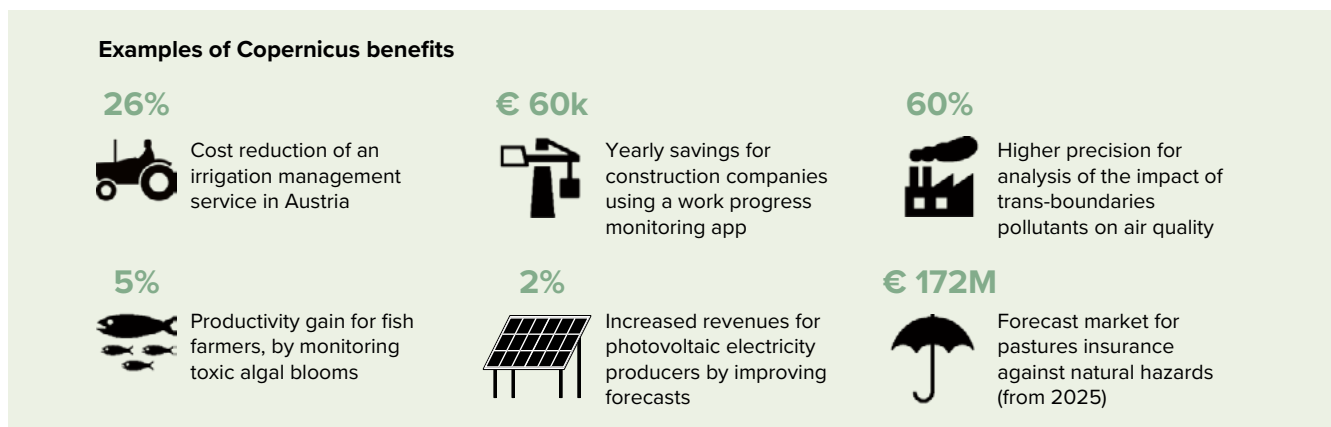 Examples of Copernicus benefits
26%
Cost reduction of an
irrigation management
service in Austria
€ 60k
Yearly savings for
construction companies
using a work progress
monitoring app
60%
Higher precision for
analysis of the impact of
trans-boundaries
pollutants on air quality
5%
Productivity gain for fish
farmers, by monitoring
toxic algal blooms
2%
Increased revenues for
photovoltaic electricity
producers by improving
forecasts
€ 172M
Forecast market for
pastures insurance
against natural hazards
(from 2025)